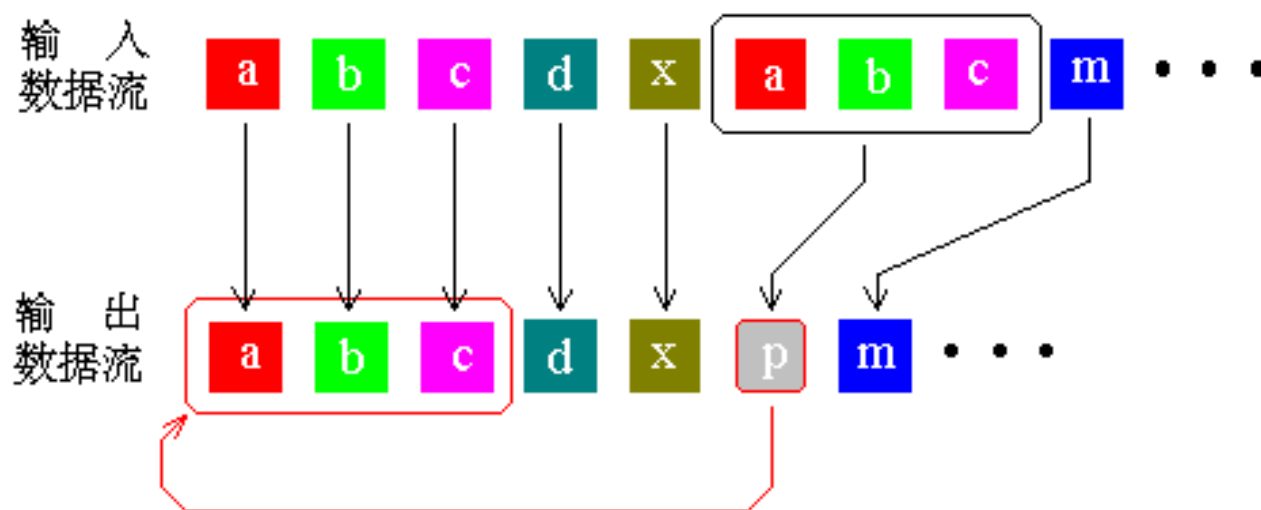 输 入
数据流
a b c d x a b c m • • •
输 出
数据流
a b c d x p m • • •